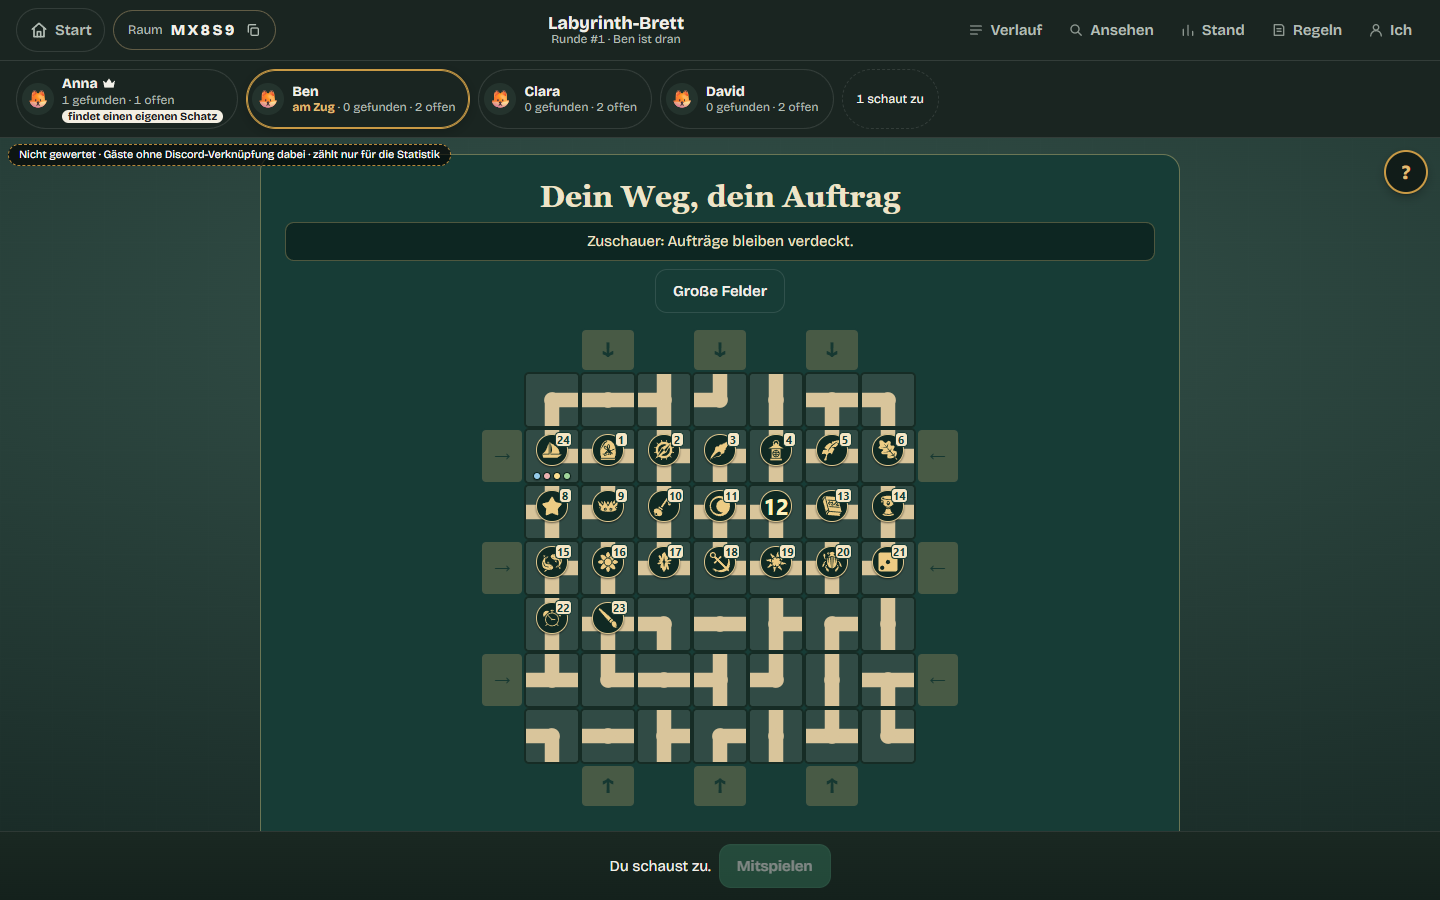 Start
Raum MX8S9
Labyrinth-Brett
Runde #1 · Ben ist dran
Verlauf
Ansehen
Stand
Regeln
Ich
Anna
1 gefunden · 1 offen
findet einen eigenen Schatz
Ben
am Zug · 0 gefunden · 2 offen
Clara
0 gefunden · 2 offen
David
0 gefunden · 2 offen
1 schaut zu
Nicht gewertet · Gäste ohne Discord-Verknüpfung dabei · zählt nur für die Statistik
?
Dein Weg, dein Auftrag
Zuschauer: Aufträge bleiben verdeckt.
Große Felder
↓ ↓ ↓
→ 24 1 2 3 4 5 6 ←
8 9 10 11 12 13 14
→ 15 16 17 18 19 20 21 ←
22 23
→ ←
↑ ↑ ↑
Du schaust zu.
Mitspielen